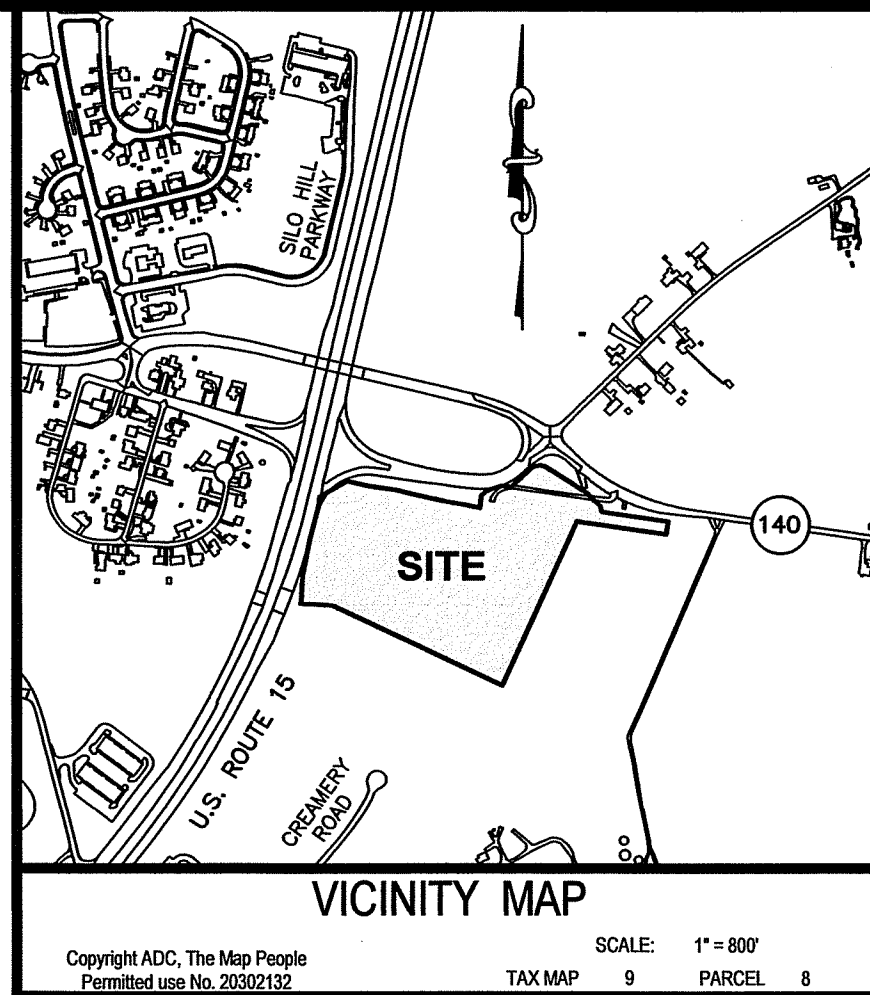 SILO HILL
PARKWAY
140
SITE
U.S. ROUTE 15
CREAMERY
ROAD
VICINITY MAP
SCALE: 1" = 800'
Copyright ADC, The Map People
Permitted use No. 20302132
TAX MAP 9 PARCEL 8